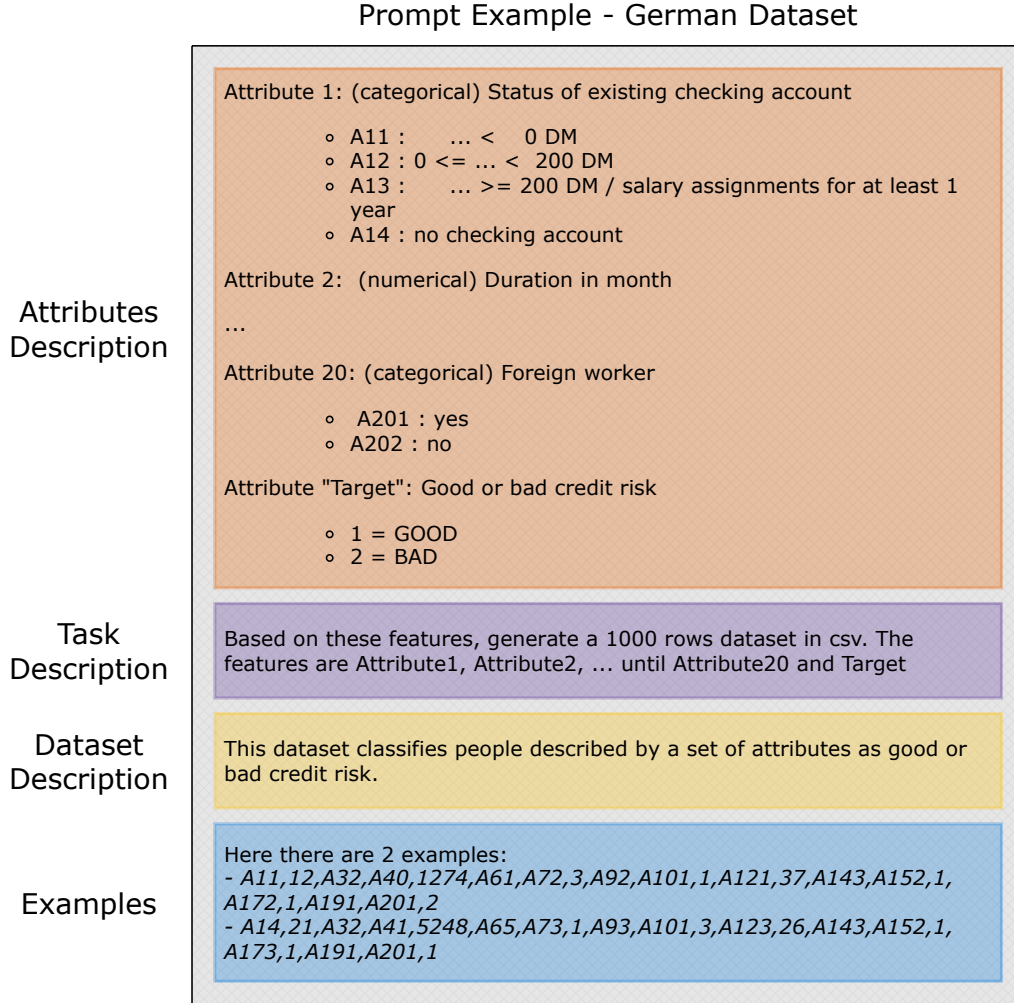 Prompt Example - German Dataset
Attributes
Description
Attribute 1: (categorical) Status of existing checking account
∘ A11 : ... < 0 DM
∘ A12 : 0 <= ... < 200 DM
∘ A13 : ... >= 200 DM / salary assignments for at least 1
year
∘ A14 : no checking account
Attribute 2: (numerical) Duration in month
...
Attribute 20: (categorical) Foreign worker
∘ A201 : yes
∘ A202 : no
Attribute "Target": Good or bad credit risk
∘ 1 = GOOD
∘ 2 = BAD
Task
Description
Based on these features, generate a 1000 rows dataset in csv. The
features are Attribute1, Attribute2, ... until Attribute20 and Target
Dataset
Description
This dataset classifies people described by a set of attributes as good or
bad credit risk.
Examples
Here there are 2 examples:
- A11,12,A32,A40,1274,A61,A72,3,A92,A101,1,A121,37,A143,A152,1,
A172,1,A191,A201,2
- A14,21,A32,A41,5248,A65,A73,1,A93,A101,3,A123,26,A143,A152,1,
A173,1,A191,A201,1